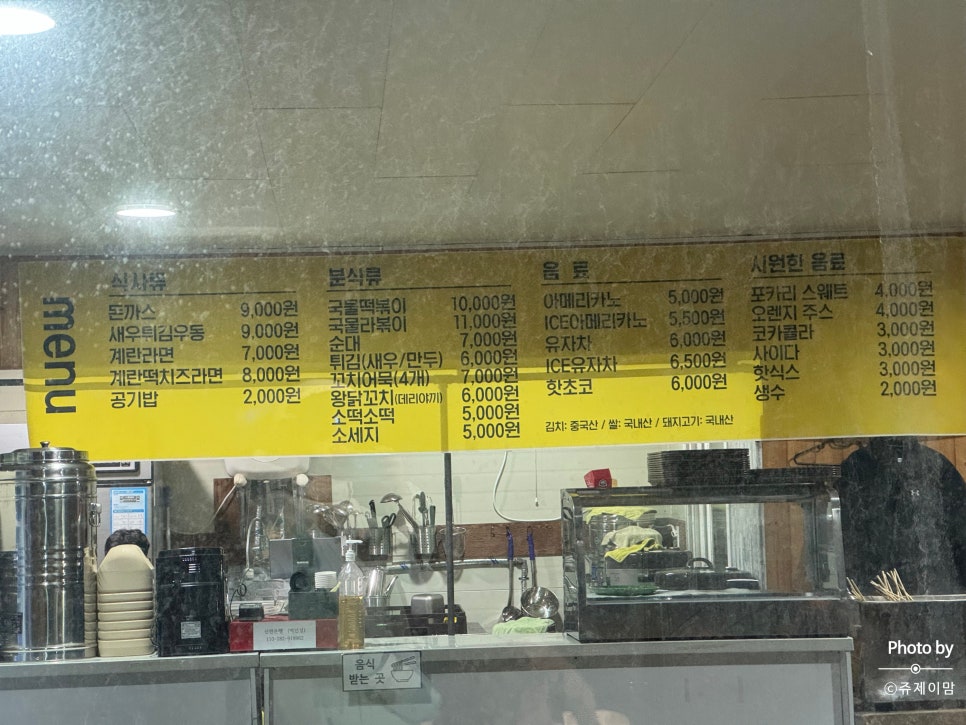 menu
식사류
돈까스 9,000원
새우튀김우동 9,000원
계란라면 7,000원
계란떡치즈라면 8,000원
공기밥 2,000원
분식류
국물떡볶이 10,000원
국물라볶이 11,000원
순대 7,000원
튀김(새우/만두) 6,000원
꼬치어묵(4개) 7,000원
왕닭꼬치(데리야끼) 6,000원
소떡소떡 5,000원
소세지 5,000원
음 료
아메리카노 5,000원
ICE아메리카노 5,500원
유자차 6,000원
ICE유자차 6,500원
핫초코 6,000원
김치: 중국산 / 쌀: 국내산 / 돼지고기: 국내산
시원한 음료
포카리 스웨트 4,000원
오렌지 주스 4,000원
코카콜라 3,000원
사이다 3,000원
핫식스 3,000원
생수 2,000원
음식
받는 곳
Photo by
©쥬제이맘